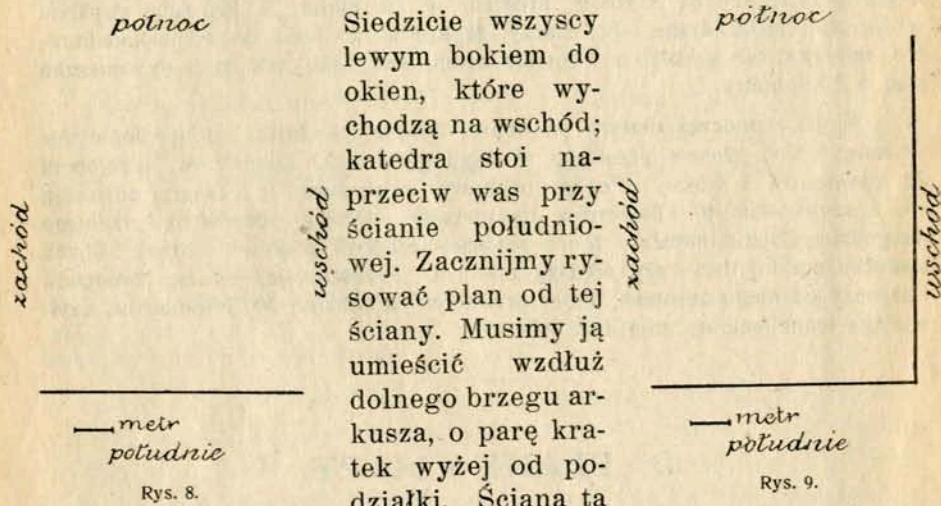 północ
zachód
wschód
metr
południe
Rys. 8.
Siedzicie wszyscy
lewym bokiem do
okien, które wy-
chodzą na wschód;
katedra stoi na-
przeciw was przy
ścianie południo-
wej. Zacznijmy ry-
sować plan od tej
ściany. Musimy ją
umieścić wzdłuż
dolnego brzegu ar-
kusza, o parę kra-
tek wyżej od po-
działki. Ściana ta
północ
zachód
wschód
metr
południe
Rys. 9.